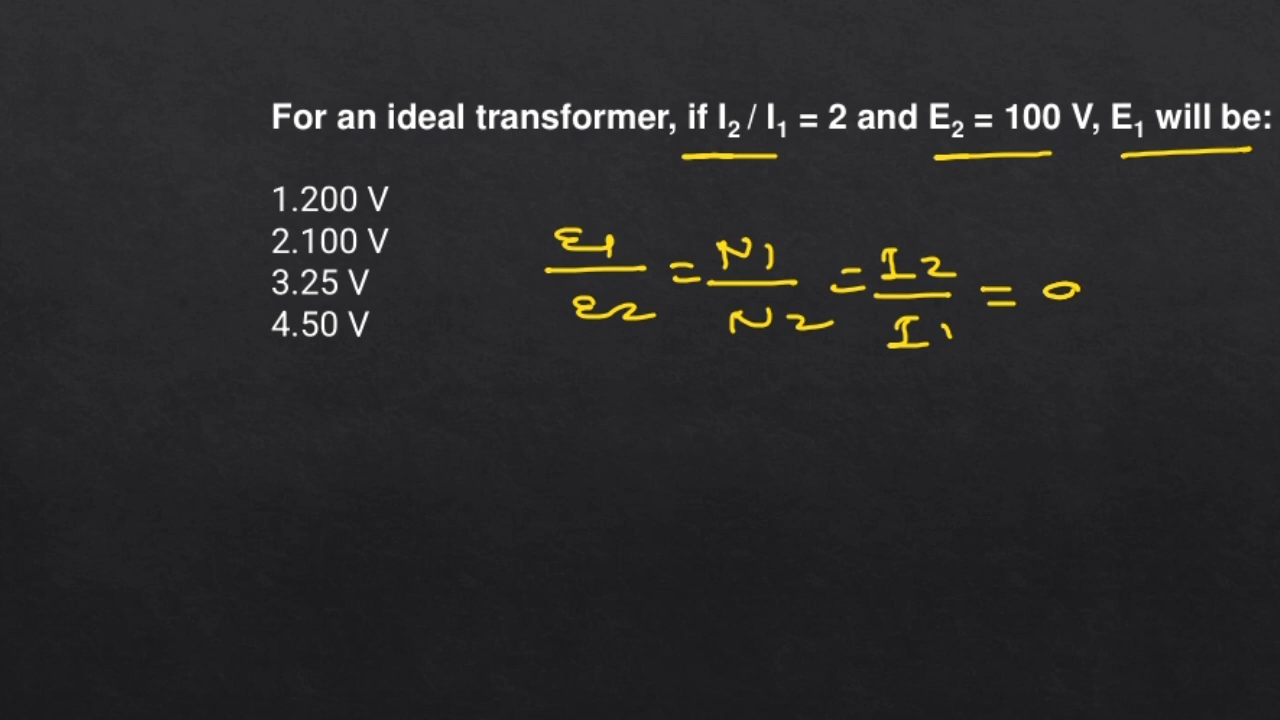 For an ideal transformer, if I₂ / I₁ = 2 and E₂ = 100 V, E₁ will be:
1.200 V
2.100 V
3.25 V
4.50 V
E1/E2 = N1/N2 = I2/I1 = 0